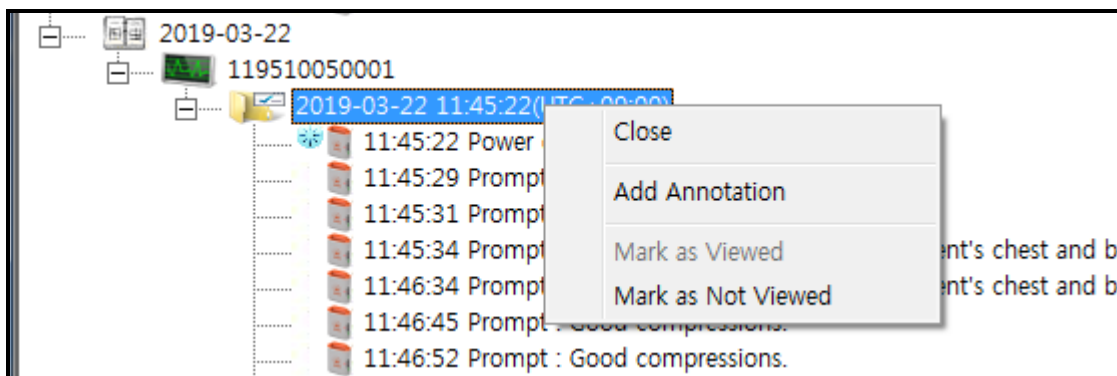 2019-03-22
119510050001
2019-03-22 11:45:22(UTC+09:00)
Close
11:45:22 Power
11:45:29 Prompt
Add Annotation
11:45:31 Prompt
11:45:34 Prompt
Mark as Viewed
ent's chest and b
11:46:34 Prompt
Mark as Not Viewed
ent's chest and b
11:46:45 Prompt : Good compressions.
11:46:52 Prompt : Good compressions.